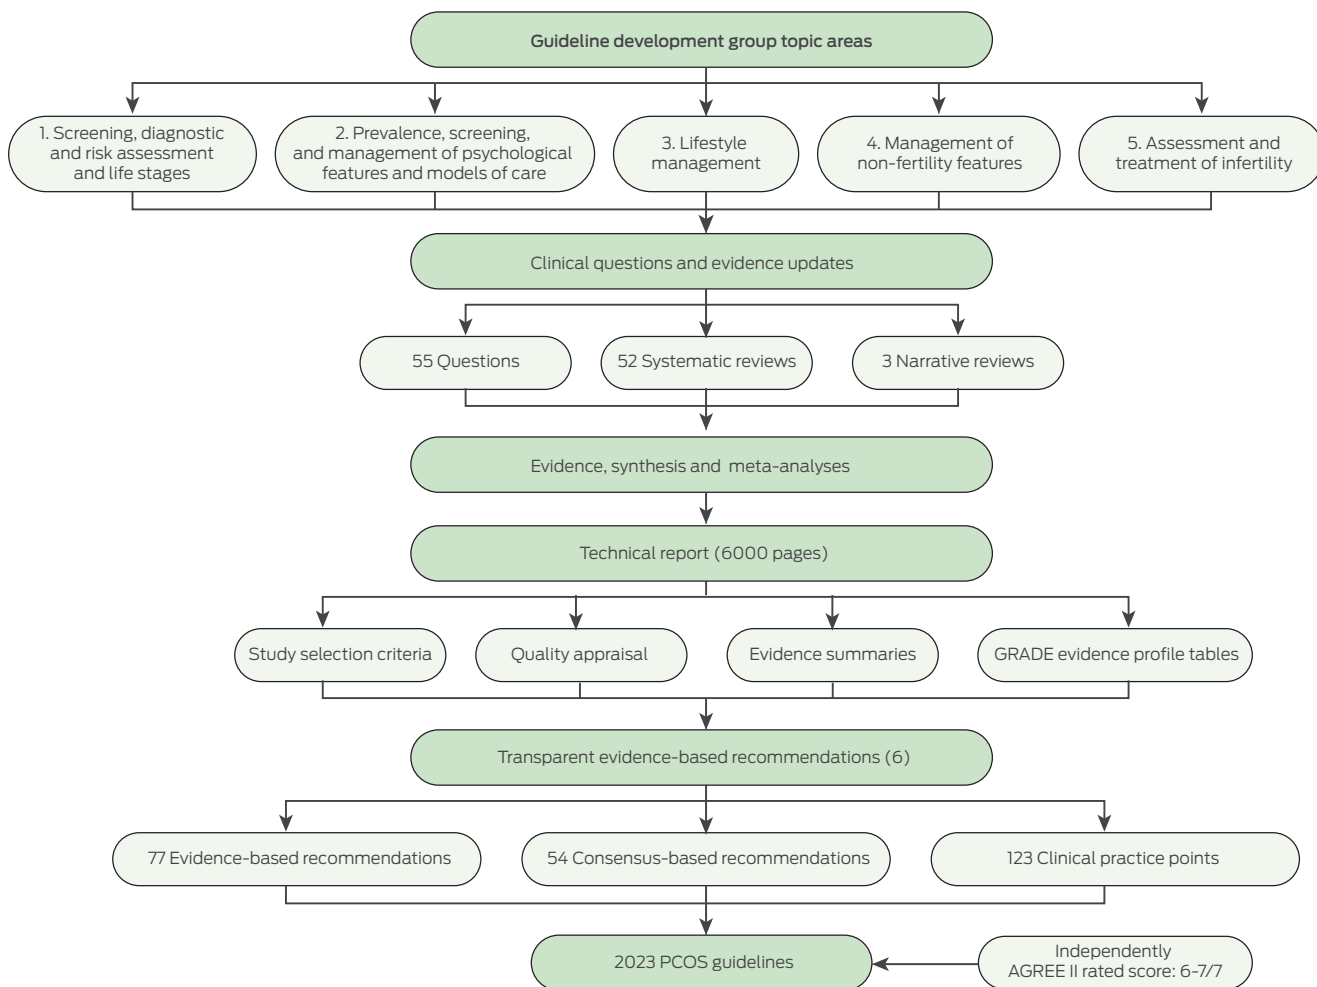 Guideline development group topic areas
1. Screening, diagnostic
and risk assessment
and life stages
2. Prevalence, screening,
and management of psychological
features and models of care
3. Lifestyle
management
4. Management of
non-fertility features
5. Assessment and
treatment of infertility
Clinical questions and evidence updates
55 Questions
52 Systematic reviews
3 Narrative reviews
Evidence, synthesis and meta-analyses
Technical report (6000 pages)
Study selection criteria
Quality appraisal
Evidence summaries
GRADE evidence profile tables
Transparent evidence-based recommendations (6)
77 Evidence-based recommendations
54 Consensus-based recommendations
123 Clinical practice points
2023 PCOS guidelines
Independently
AGREE II rated score: 6-7/7